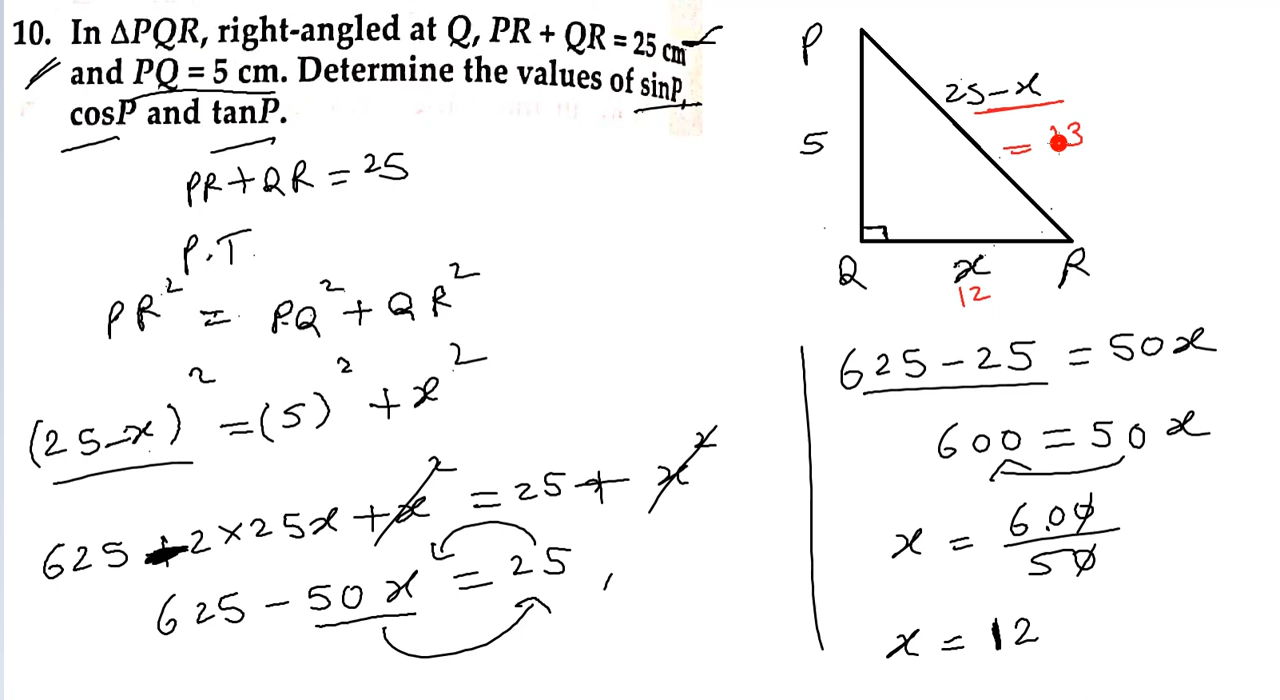 10. In ΔPQR, right-angled at Q, PR + QR = 25 cm
and PQ = 5 cm. Determine the values of sinP,
cosP and tanP.
PR+QR = 25
P.T.
PR² = PQ² + QR²
(25-x)² = (5)² + x²
625 - 2×25x + x² = 25 + x²
625 - 50x = 25,
P
25-x
= 13
5
Q
x
R
12
625-25 = 50x
600 = 50x
x = 600/50
x = 12